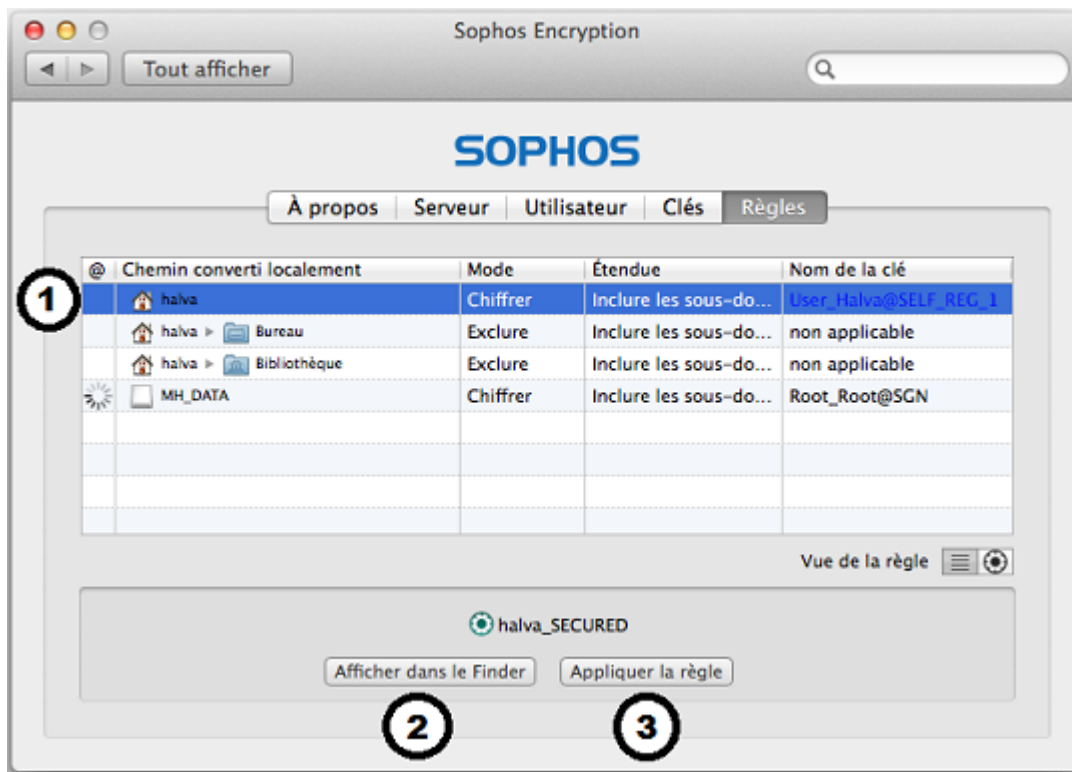 Sophos Encryption
Tout afficher
SOPHOS
À propos Serveur Utilisateur Clés Règles
@ Chemin converti localement Mode Étendue Nom de la clé
1 halva Chiffrer Inclure les sous-do... User_Halva@SELF_REG_1
halva ▸ Bureau Exclure Inclure les sous-do... non applicable
halva ▸ Bibliothèque Exclure Inclure les sous-do... non applicable
MH_DATA Chiffrer Inclure les sous-do... Root_Root@SGN
Vue de la règle
halva_SECURED
Afficher dans le Finder Appliquer la règle
2 3